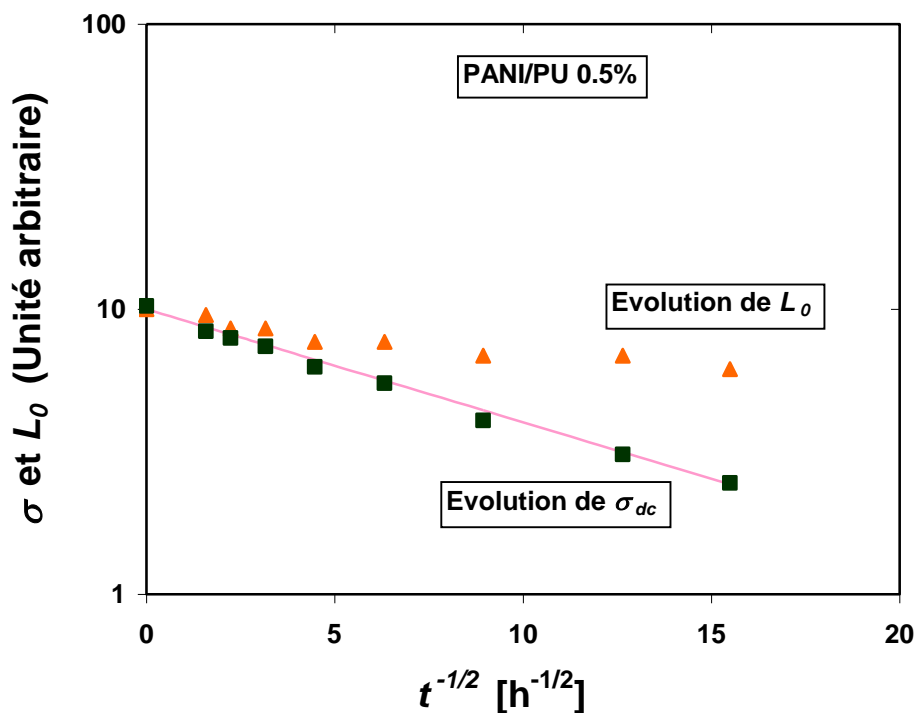 100
PANI/PU 0.5%
σ et L₀ (Unité arbitraire)
10
Evolution de L₀
Evolution de σ dc
1
0 5 10 15 20
t⁻¹/² [h⁻¹/²]